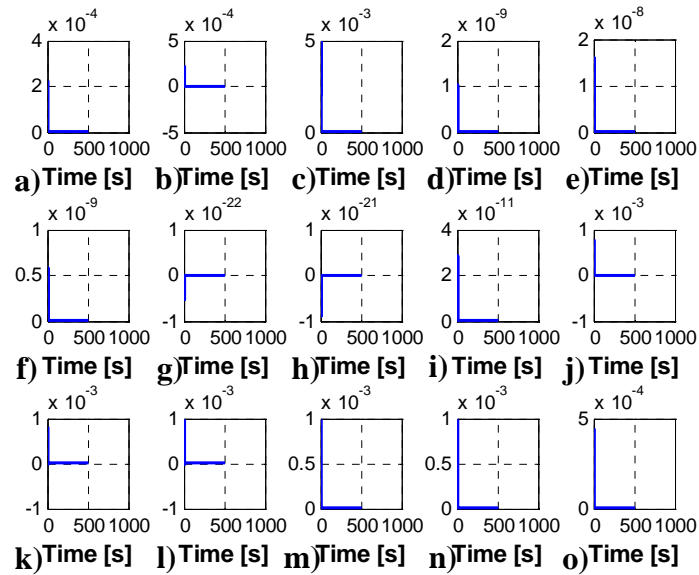 x 10-4 x 10-4 x 10-3 x 10-9 x 10-8
4 5 5 2 2
2 0 1 1
0 -5 0 0 0
0 500 1000 0 500 1000 0 500 1000 0 500 1000 0 500 1000
a) Time [s] b) Time [s] c) Time [s] d) Time [s] e) Time [s]
x 10-9 x 10-22 x 10-21 x 10-11 x 10-3
1 1 1 4 1
0.5 0 0 2 0
0 -1 -1 0 -1
0 500 1000 0 500 1000 0 500 1000 0 500 1000 0 500 1000
f) Time [s] g) Time [s] h) Time [s] i) Time [s] j) Time [s]
x 10-3 x 10-3 x 10-3 x 10-3 x 10-4
1 1 1 1 5
0 0 0.5 0.5
-1 -1 0 0 0
0 500 1000 0 500 1000 0 500 1000 0 500 1000 0 500 1000
k) Time [s] l) Time [s] m) Time [s] n) Time [s] o) Time [s]